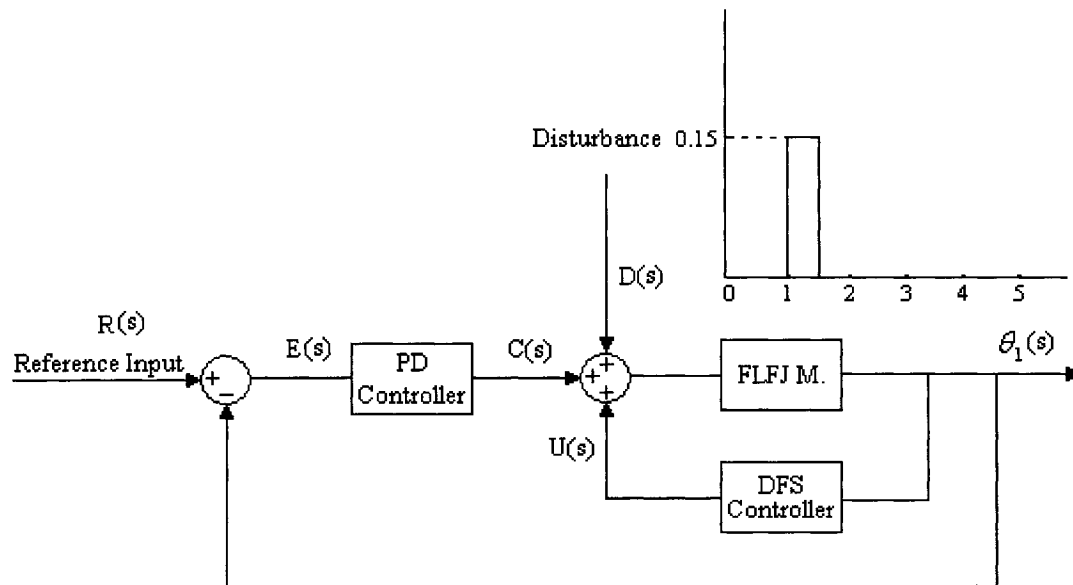 Disturbance 0.15
0 1 2 3 4 5
D(s)
R(s)
Reference Input
+
−
E(s)
PD
Controller
C(s)
+
+
+
U(s)
FLFJ M.
DFS
Controller
θ₁(s)